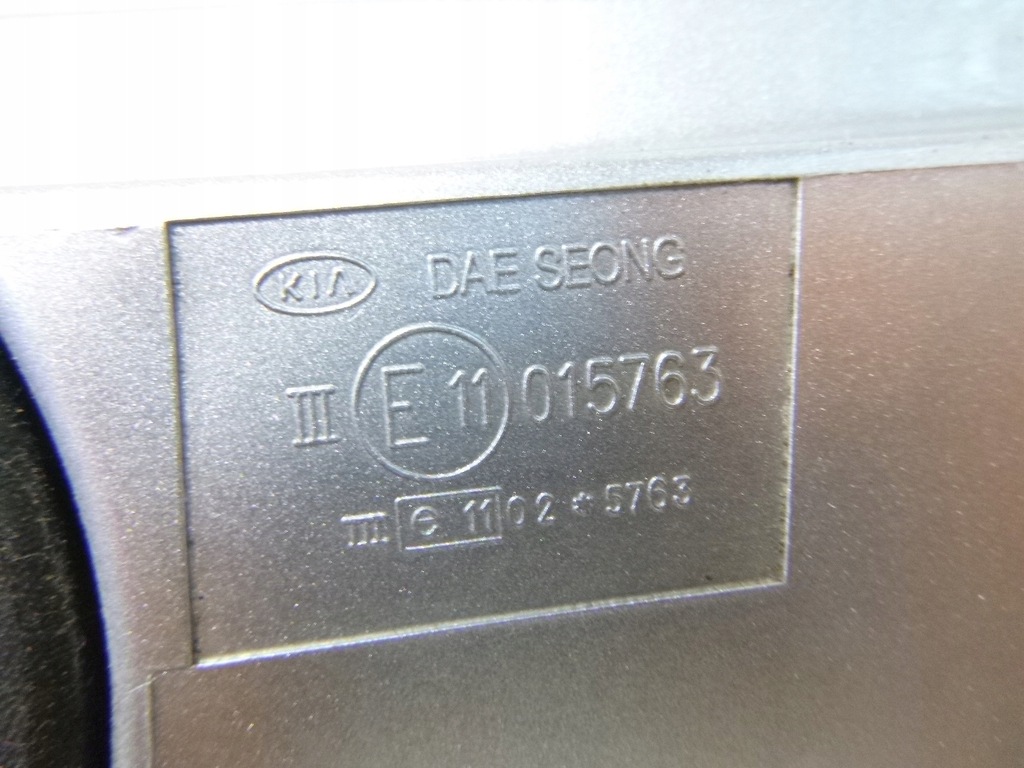 KIA DAE SEONG
III E 11 015763
III e 11 02*5763